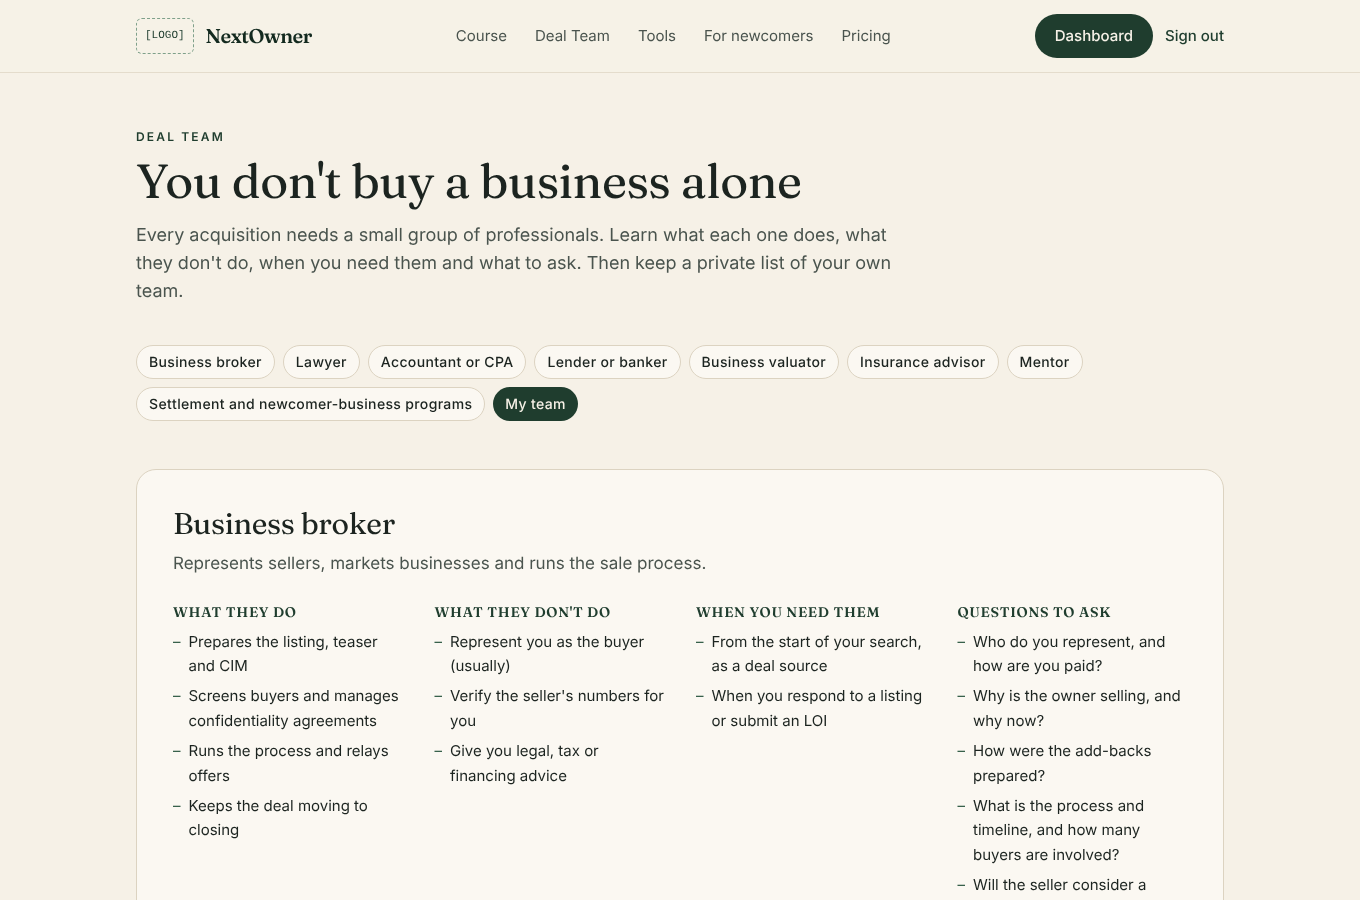 [LOGO] NextOwner Course Deal Team Tools For newcomers Pricing Dashboard Sign out
DEAL TEAM
You don't buy a business alone
Every acquisition needs a small group of professionals. Learn what each one does, what
they don't do, when you need them and what to ask. Then keep a private list of your own
team.
Business broker Lawyer Accountant or CPA Lender or banker Business valuator Insurance advisor Mentor
Settlement and newcomer-business programs My team
Business broker
Represents sellers, markets businesses and runs the sale process.
WHAT THEY DO
– Prepares the listing, teaser
and CIM
– Screens buyers and manages
confidentiality agreements
– Runs the process and relays
offers
– Keeps the deal moving to
closing
WHAT THEY DON'T DO
– Represent you as the buyer
(usually)
– Verify the seller's numbers for
you
– Give you legal, tax or
financing advice
WHEN YOU NEED THEM
– From the start of your search,
as a deal source
– When you respond to a listing
or submit an LOI
QUESTIONS TO ASK
– Who do you represent, and
how are you paid?
– Why is the owner selling, and
why now?
– How were the add-backs
prepared?
– What is the process and
timeline, and how many
buyers are involved?
– Will the seller consider a